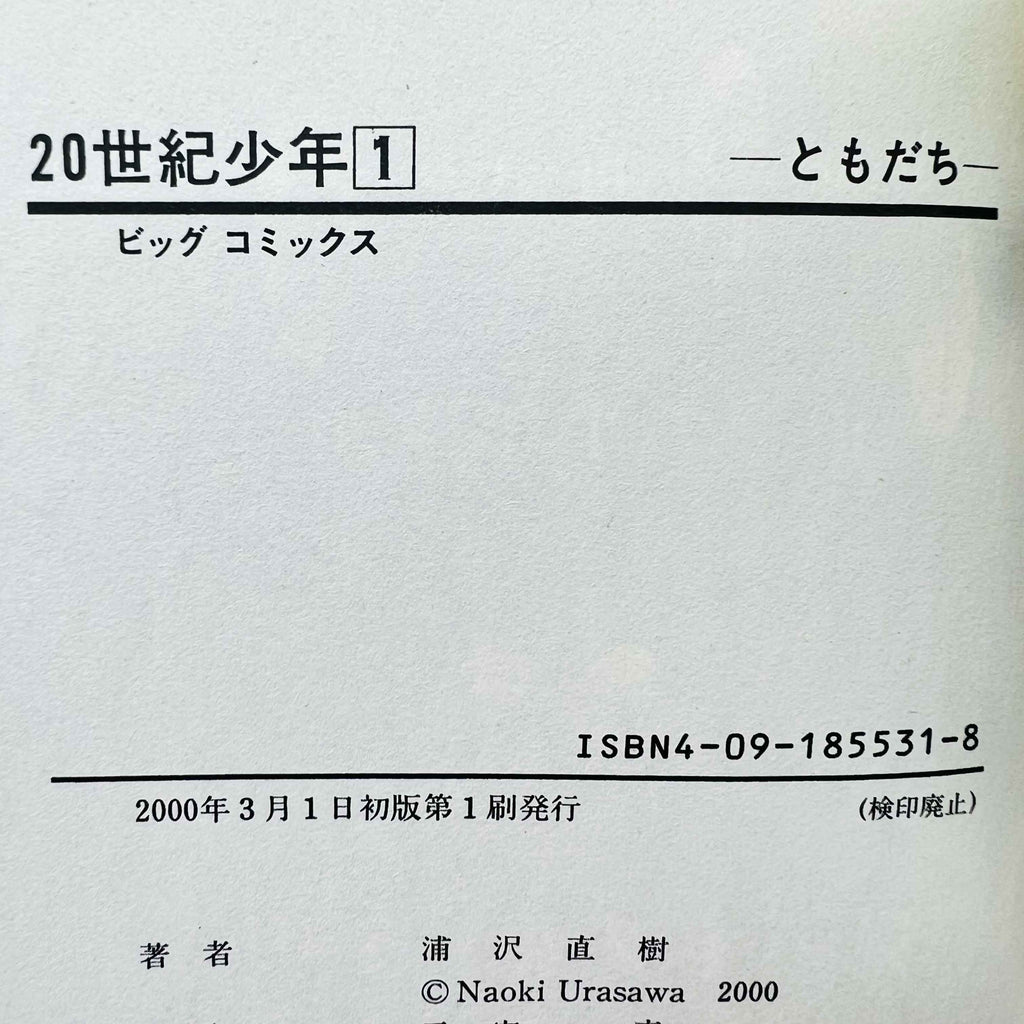 20世紀少年1 ―ともだち―
ビッグ コミックス
ISBN4-09-185531-8
2000年3月1日初版第1刷発行 (検印廃止)
著者 浦沢直樹
©Naoki Urasawa 2000